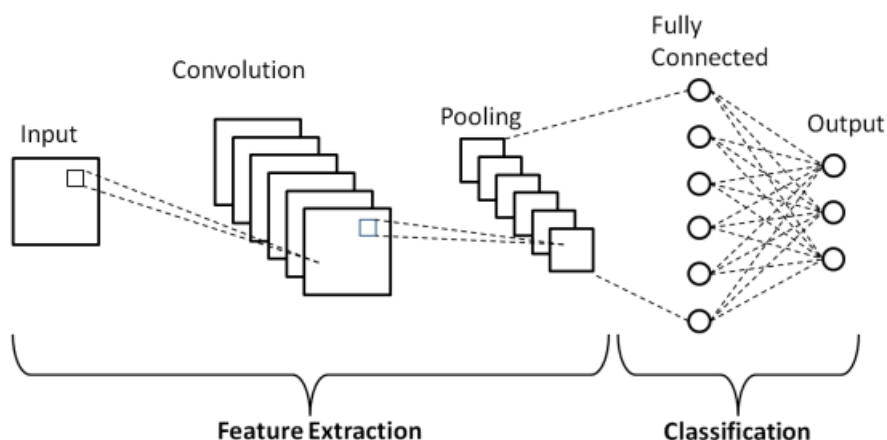 Input
Convolution
Pooling
Fully
Connected
Output
Feature Extraction
Classification